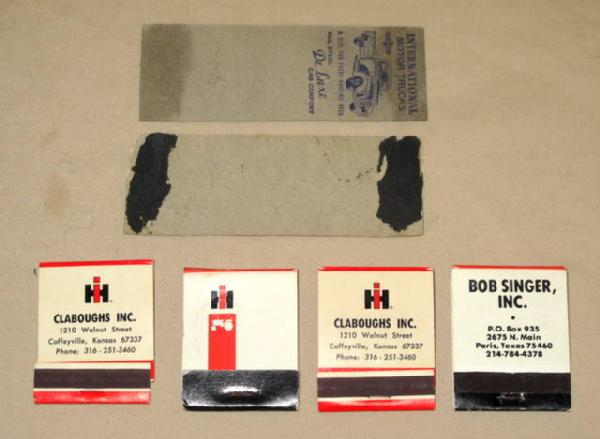 INTERNATIONAL
MOTOR TRUCKS
ALL STEEL
De Luxe
CAB COMFORT
IH
CLABOUGHS INC.
1210 Walnut Street
Coffeyville, Kansas 67337
Phone: 316-251-3460
IH
IH
CLABOUGHS INC.
1210 Walnut Street
Coffeyville, Kansas 67337
Phone: 316-251-3460
BOB SINGER,
INC.
P.O. Box 935
2675 N. Main
Paris, Texas 75460
214-784-4378